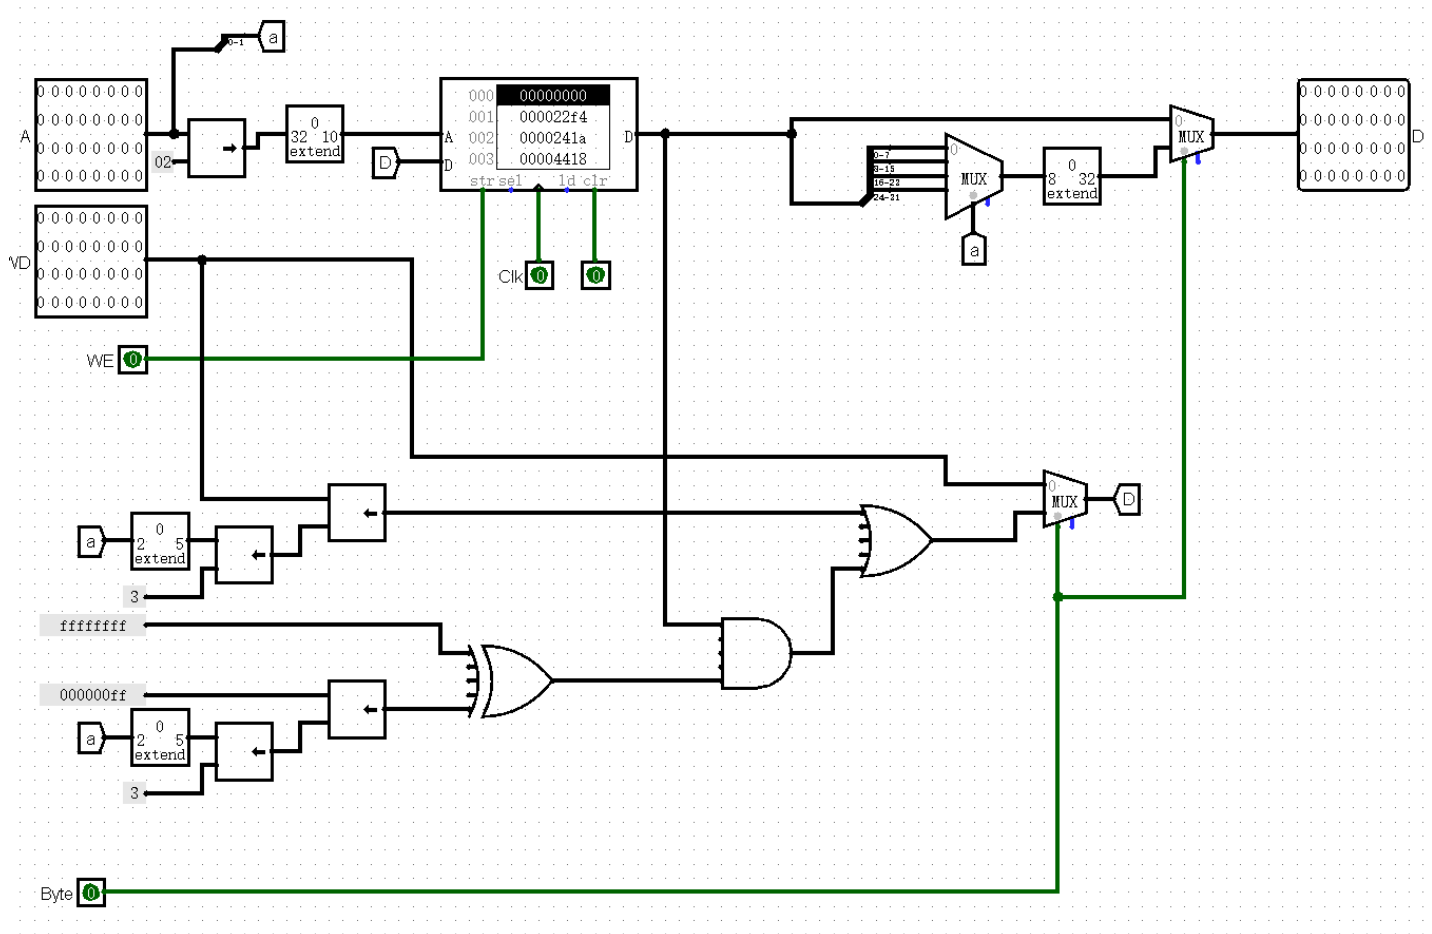 a
0-1
0 0 0 0 0 0 0 0
0 0 0 0 0 0 0 0
0 0 0 0 0 0 0 0
0 0 0 0 0 0 0 0
A
02
0
32 10
extend
D
000 00000000
001 000022f4
002 0000241a
003 00004418
A
D
D
str sel ld clr
0
0-7
8-15
16-23
24-31
MUX
a
0
8 32
extend
0
MUX
0 0 0 0 0 0 0 0
0 0 0 0 0 0 0 0
0 0 0 0 0 0 0 0
0 0 0 0 0 0 0 0
D
WD
0 0 0 0 0 0 0 0
0 0 0 0 0 0 0 0
0 0 0 0 0 0 0 0
0 0 0 0 0 0 0 0
Clk 0
0
WE 0
0
MUX
D
a
0
2 5
extend
3
ffffffff
000000ff
a
0
2 5
extend
3
Byte 0